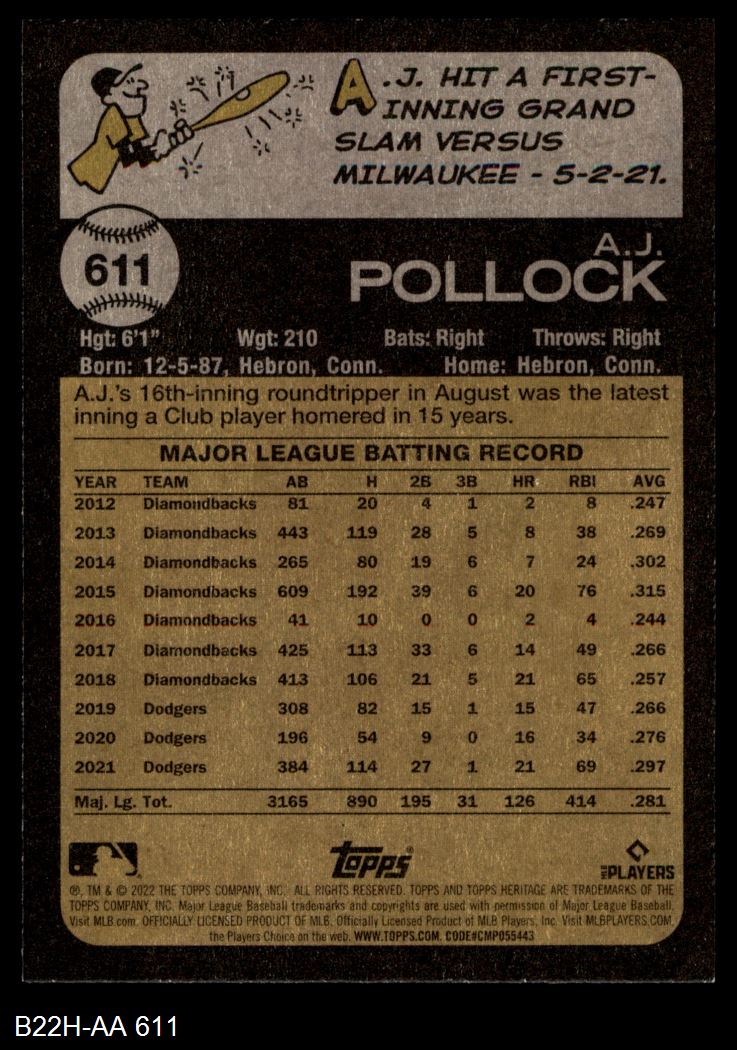 A.J. HIT A FIRST-
INNING GRAND
SLAM VERSUS
MILWAUKEE - 5-2-21.
611
A.J.
POLLOCK
Hgt: 6'1" Wgt: 210 Bats: Right Throws: Right
Born: 12-5-87, Hebron, Conn. Home: Hebron, Conn.
A.J.'s 16th-inning roundtripper in August was the latest
inning a Club player homered in 15 years.
MAJOR LEAGUE BATTING RECORD
YEAR TEAM AB H 2B 3B HR RBI AVG
2012 Diamondbacks 81 20 4 1 2 8 .247
2013 Diamondbacks 443 119 28 5 8 38 .269
2014 Diamondbacks 265 80 19 6 7 24 .302
2015 Diamondbacks 609 192 39 6 20 76 .315
2016 Diamondbacks 41 10 0 0 2 4 .244
2017 Diamondbacks 425 113 33 6 14 49 .266
2018 Diamondbacks 413 106 21 5 21 65 .257
2019 Dodgers 308 82 15 1 15 47 .266
2020 Dodgers 196 54 9 0 16 34 .276
2021 Dodgers 384 114 27 1 21 69 .297
Maj. Lg. Tot. 3165 890 195 31 126 414 .281
Topps
PLAYERS
®, TM & © 2022 THE TOPPS COMPANY, INC. ALL RIGHTS RESERVED. TOPPS AND TOPPS HERITAGE ARE TRADEMARKS OF THE
TOPPS COMPANY, INC. Major League Baseball trademarks and copyrights are used with permission of Major League Baseball.
Visit MLB.com. OFFICIALLY LICENSED PRODUCT OF MLB. Officially Licensed Product of MLB Players, Inc. Visit MLBPLAYERS.COM,
the Players Choice on the web. WWW.TOPPS.COM. CODE#CMP055443
B22H-AA 611